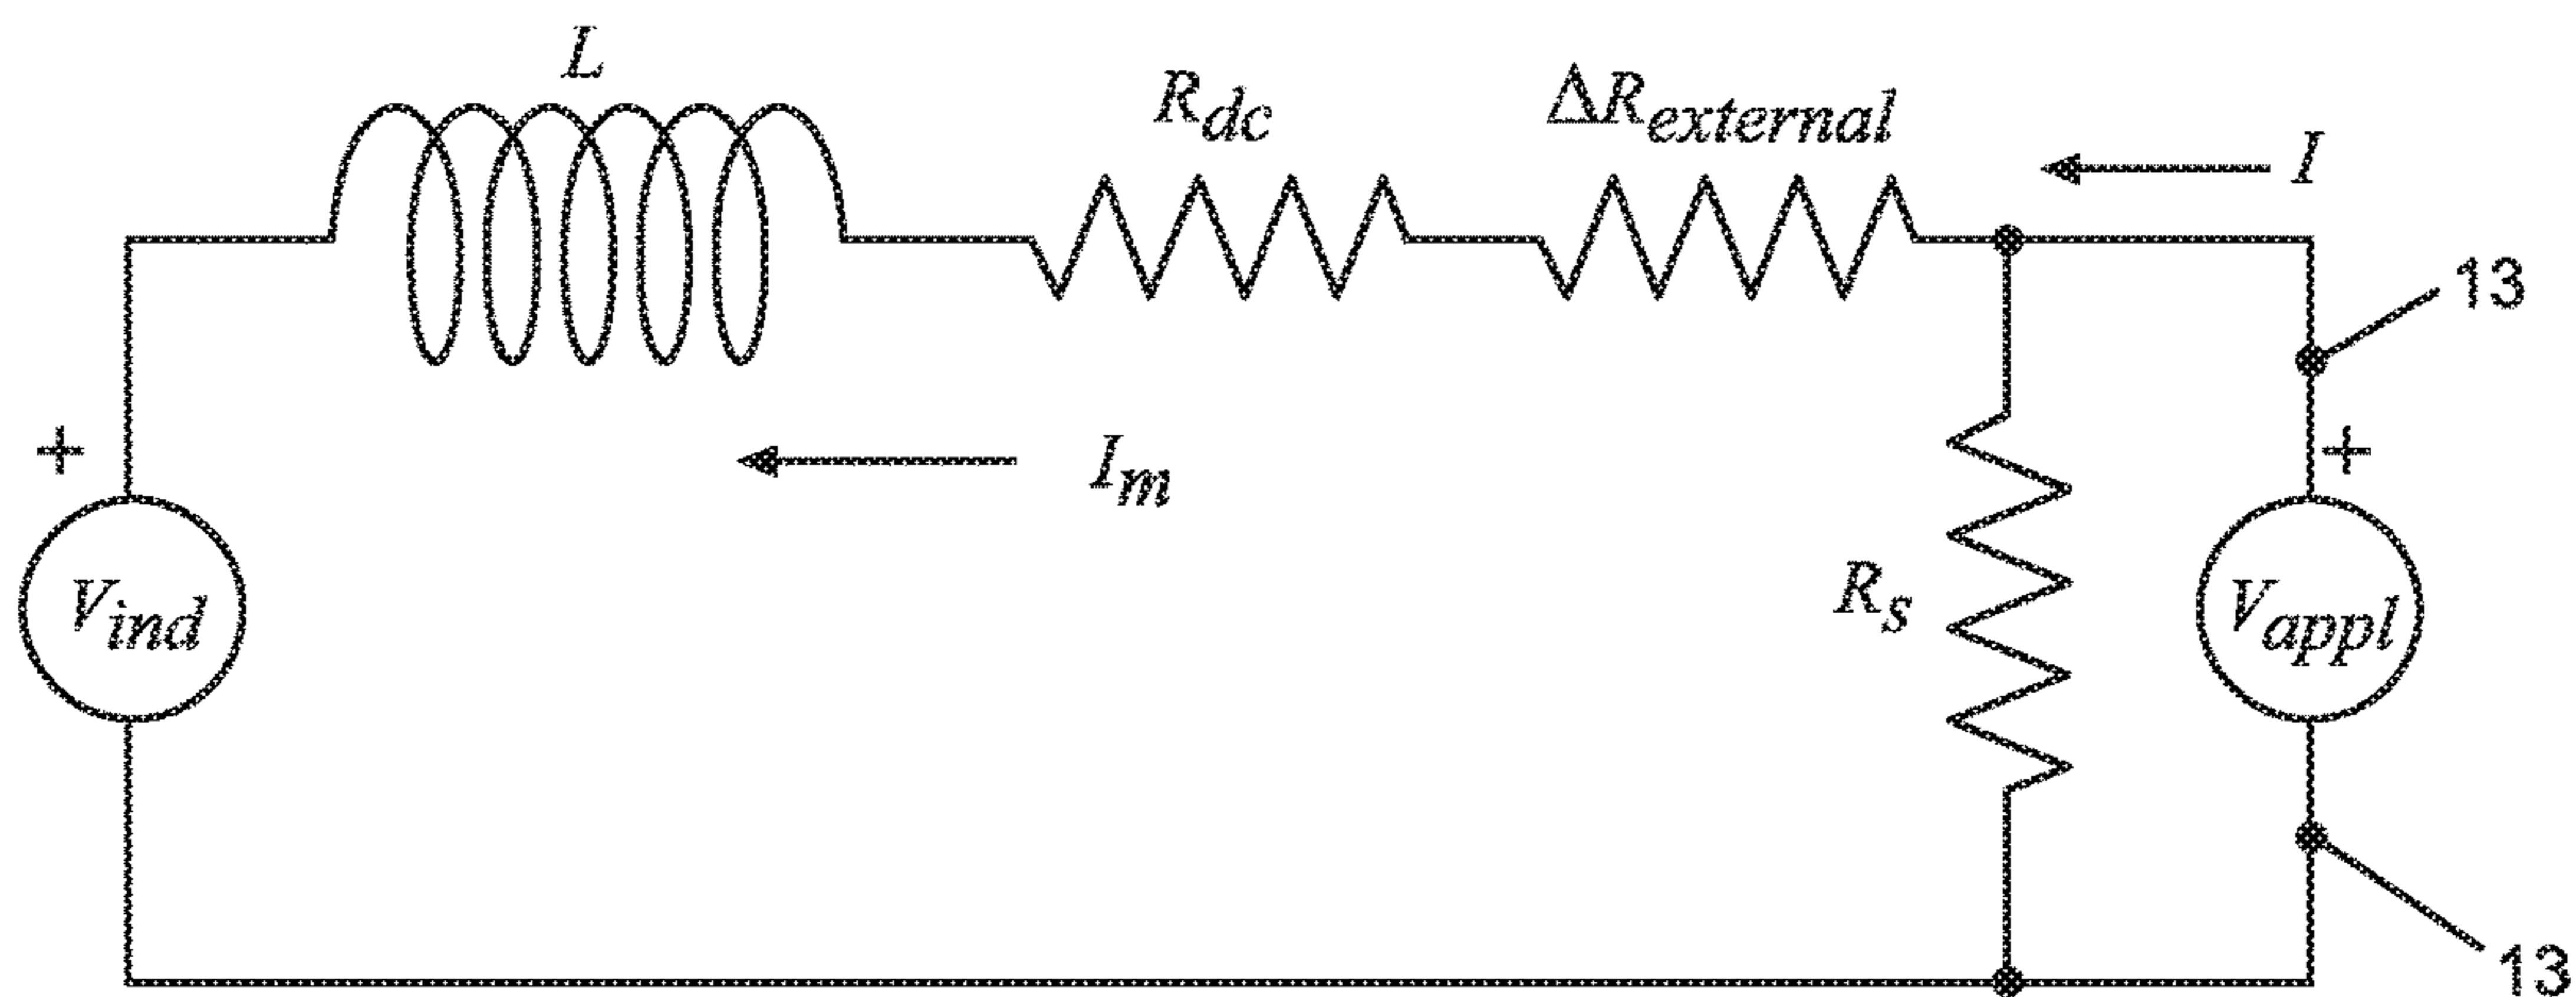 L
Rdc
ΔRexternal
I
13
+
Im
+
Vind
Rs
Vappl
13